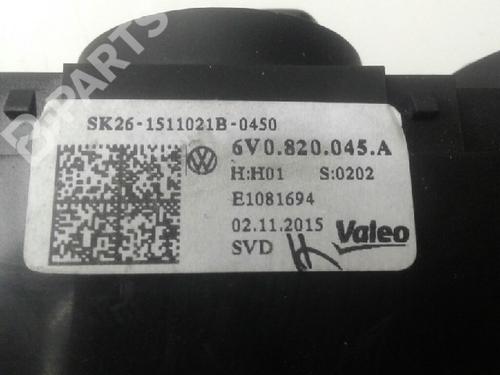 B-PARTS
SK26-1511021B-0450
6V0.820.045.A
H:H01 S:0202
E1081694
02.11.2015
SVD
Valeo